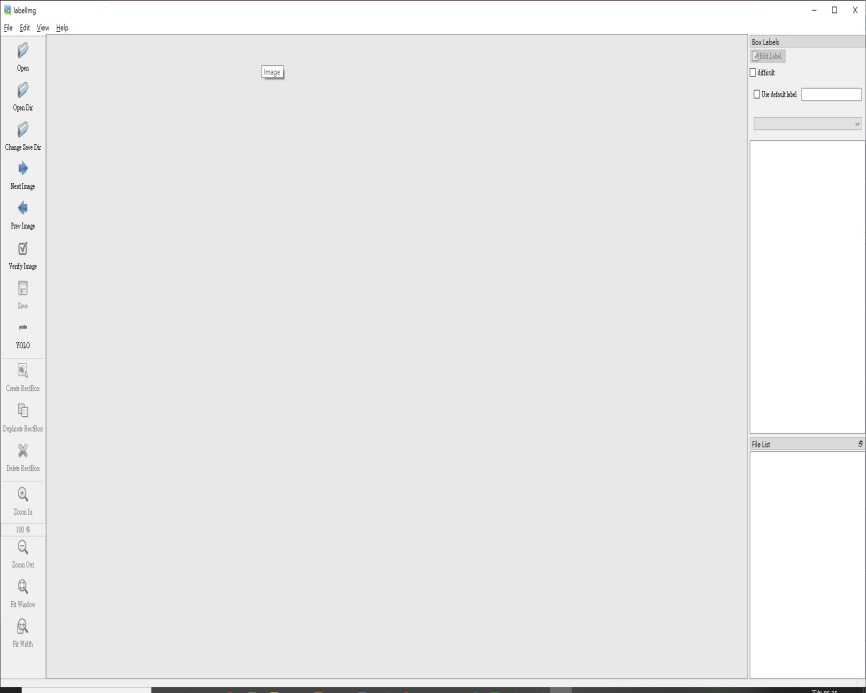 labelImg
File Edit View Help
Open
Open Dir
Change Save Dir
Next Image
Prev Image
Verify Image
Save
yolo
YOLO
Create RectBox
Duplicate RectBox
Delete RectBox
Zoom In
100 %
Zoom Out
Fit Window
Fit Width
Image
Box Labels
Edit Label
difficult
Use default label
File List